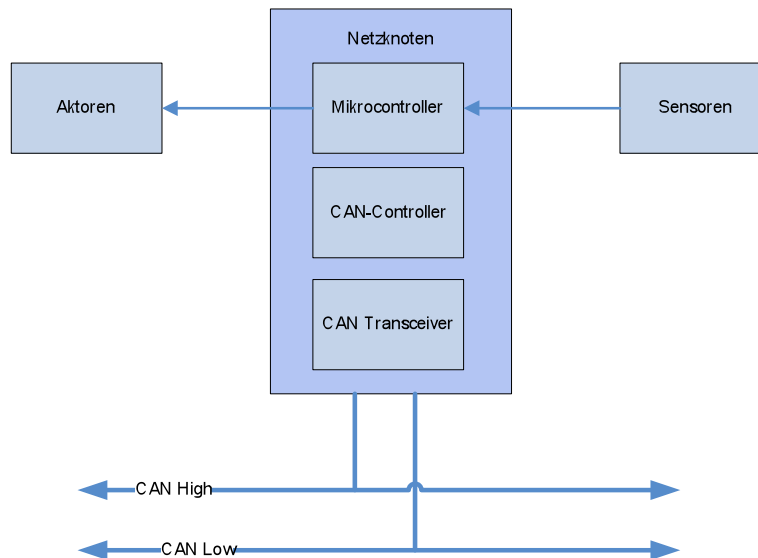 Netzknoten
Aktoren
Mikrocontroller
Sensoren
CAN-Controller
CAN Transceiver
CAN High
CAN Low